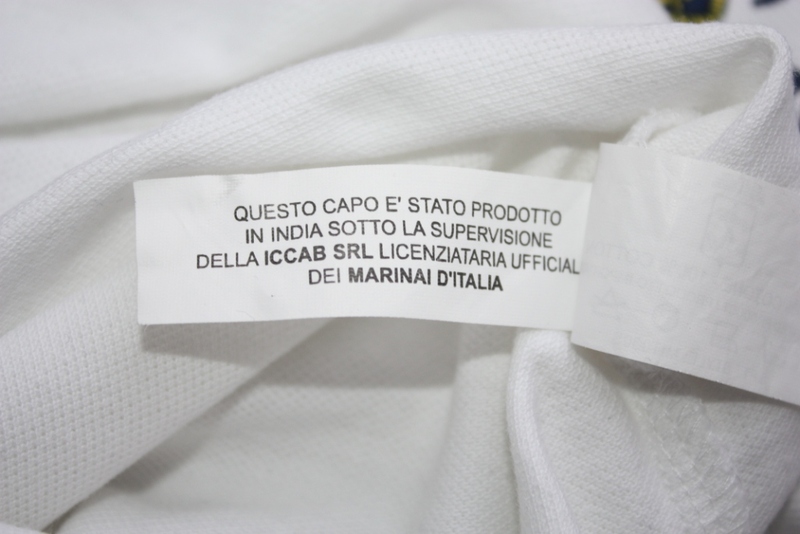 QUESTO CAPO E' STATO PRODOTTO
IN INDIA SOTTO LA SUPERVISIONE
DELLA ICCAB SRL LICENZIATARIA UFFICIAL
DEI MARINAI D'ITALIA